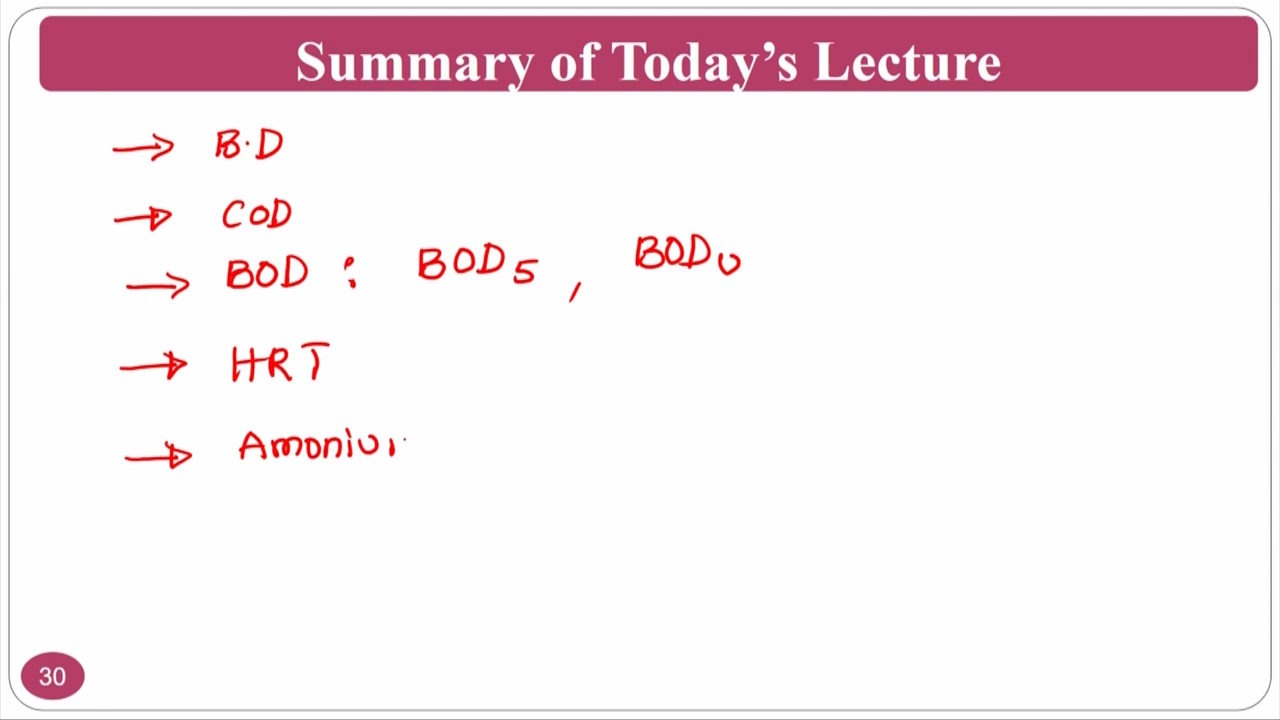 Summary of Today's Lecture
→ B.D
→ COD
→ BOD : BOD5, BODU
→ HRT
→ Amoniu
30